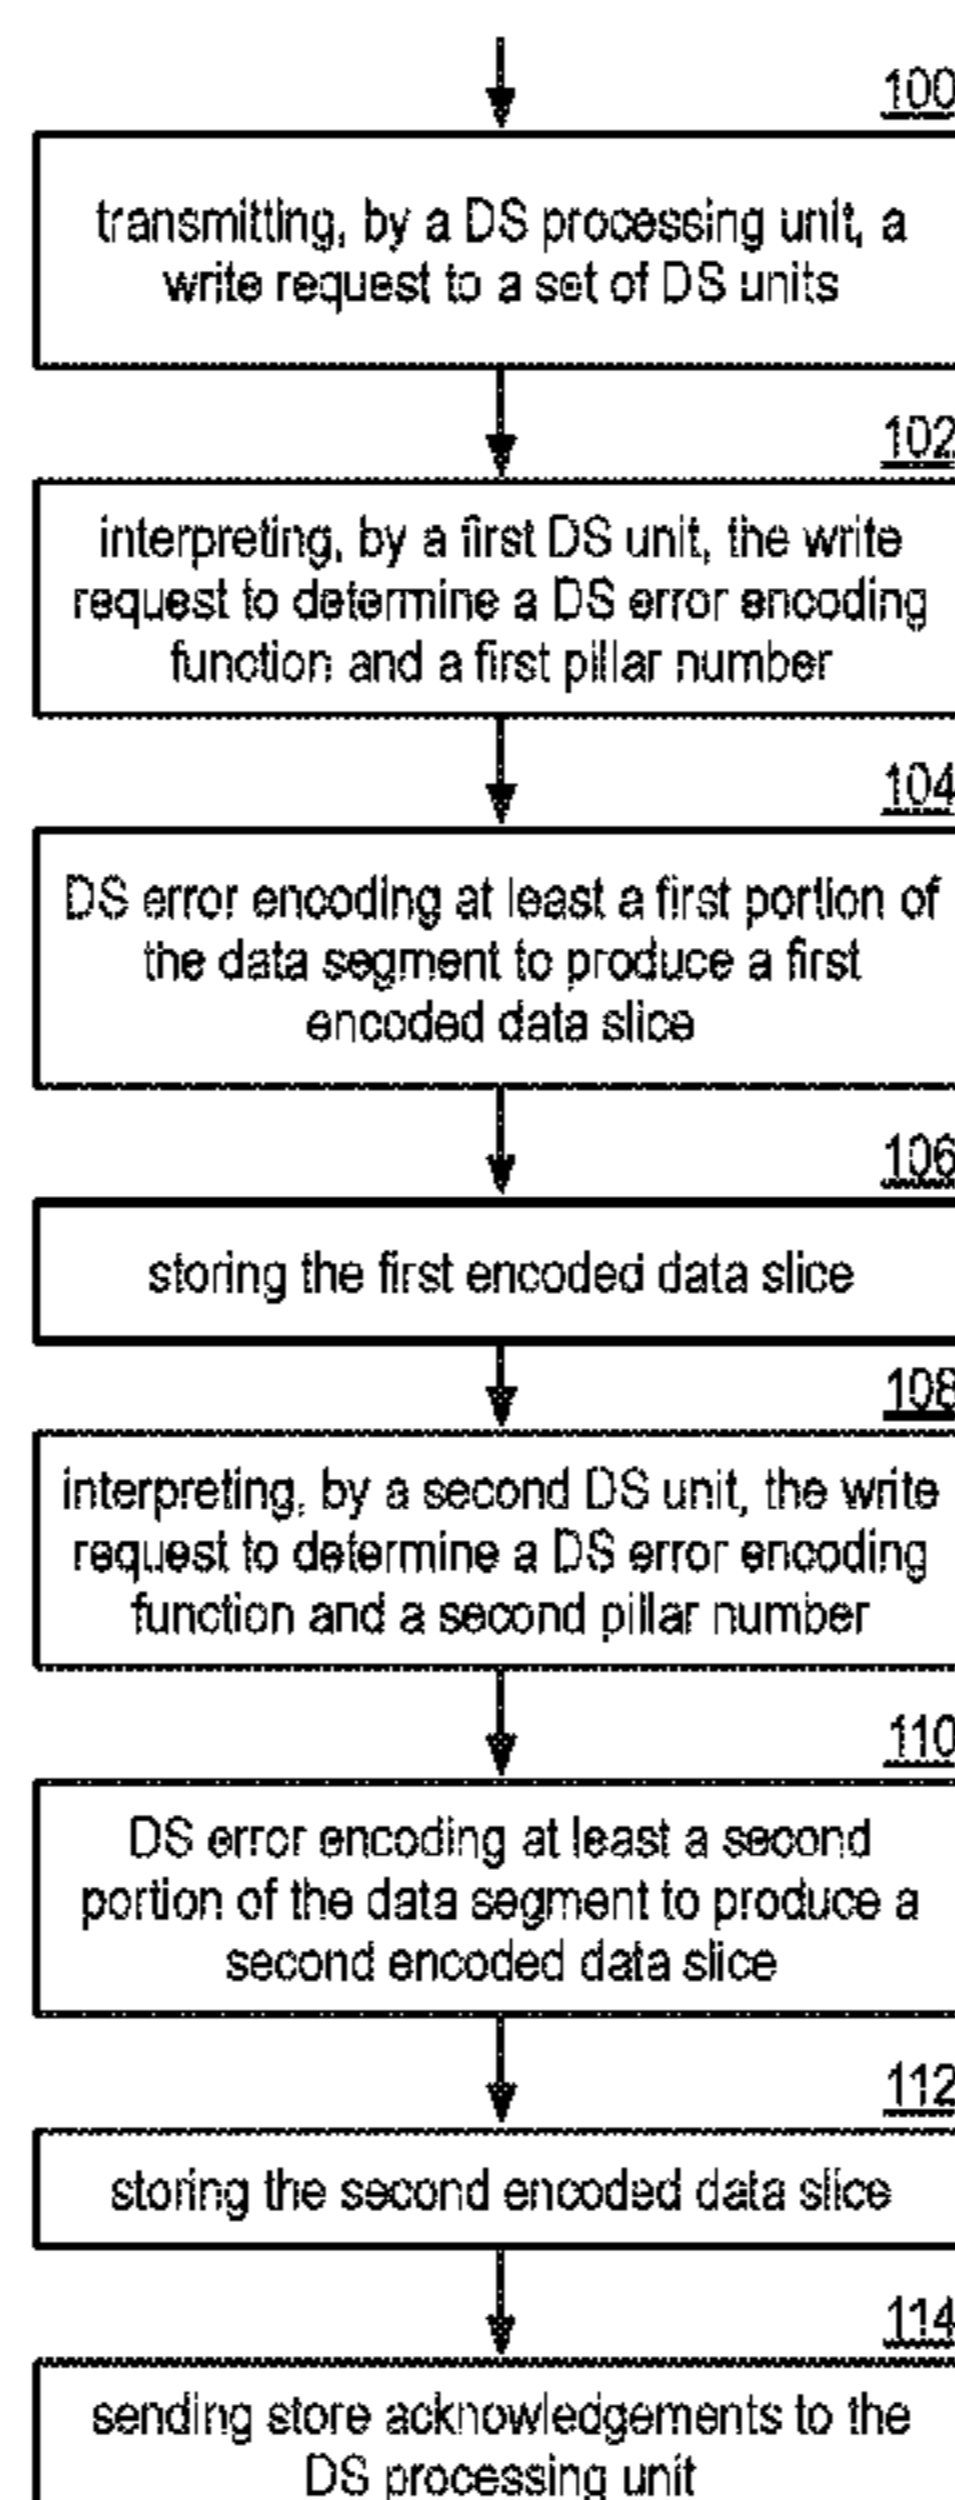 100
transmitting, by a DS processing unit, a
write request to a set of DS units
102
interpreting, by a first DS unit, the write
request to determine a DS error encoding
function and a first pillar number
104
DS error encoding at least a first portion of
the data segment to produce a first
encoded data slice
106
storing the first encoded data slice
108
interpreting, by a second DS unit, the write
request to determine a DS error encoding
function and a second pillar number
110
DS error encoding at least a second
portion of the data segment to produce a
second encoded data slice
112
storing the second encoded data slice
114
sending store acknowledgements to the
DS processing unit